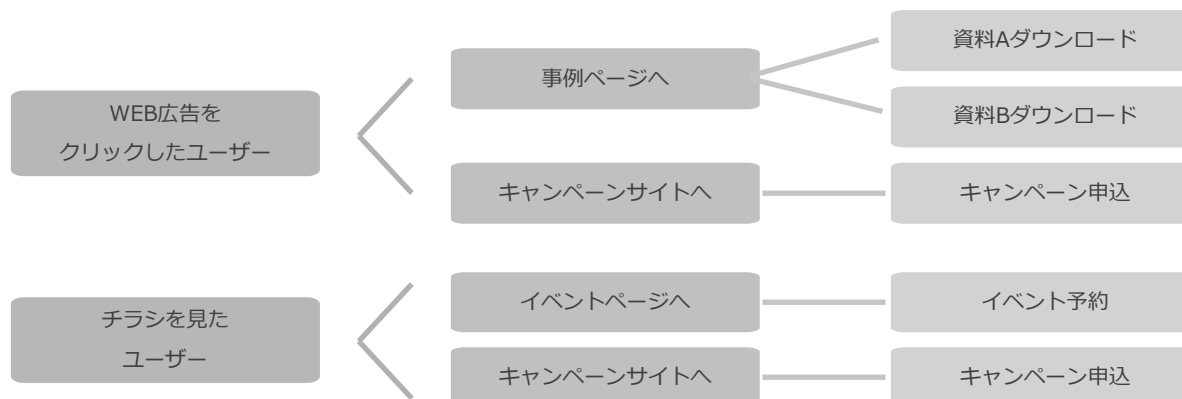 WEB広告を
クリックしたユーザー
事例ページへ
資料Aダウンロード
資料Bダウンロード
キャンペーンサイトへ
キャンペーン申込
チラシを見た
ユーザー
イベントページへ
イベント予約
キャンペーンサイトへ
キャンペーン申込